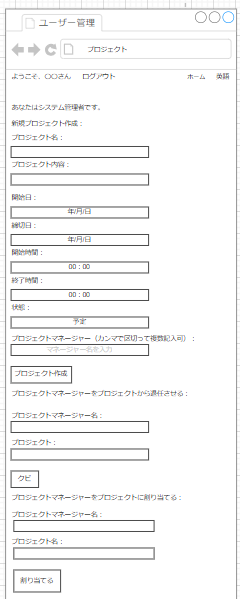 ユーザー管理
プロジェクト
ようこそ、〇〇さん ログアウト ホーム 英語
あなたはシステム管理者です。
新規プロジェクト作成：
プロジェクト名：
プロジェクト内容：
開始日：
年/月/日
締切日：
年/月/日
開始時間：
00：00
終了時間：
00：00
状態：
予定
プロジェクトマネージャー（カンマで区切って複数記入可）：
マネージャー名を入力
プロジェクト作成
プロジェクトマネージャーをプロジェクトから退任させる：
プロジェクトマネージャー名：
プロジェクト：
クビ
プロジェクトマネージャーをプロジェクトに割り当てる：
プロジェクトマネージャー名：
プロジェクト名：
割り当てる